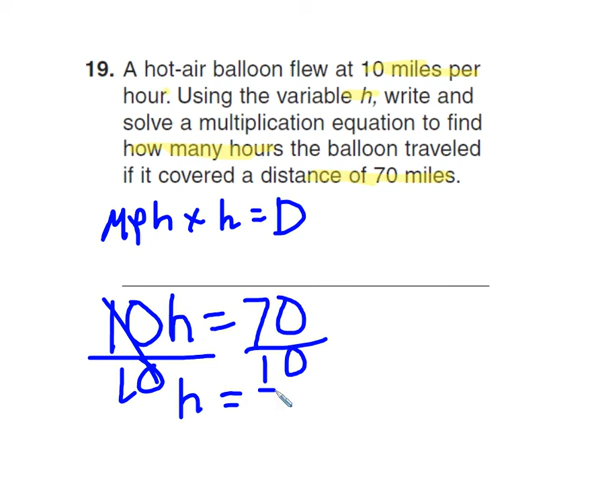 19. A hot-air balloon flew at 10 miles per
hour. Using the variable h, write and
solve a multiplication equation to find
how many hours the balloon traveled
if it covered a distance of 70 miles.
Mph x h = D
10h = 70
10 10
h =